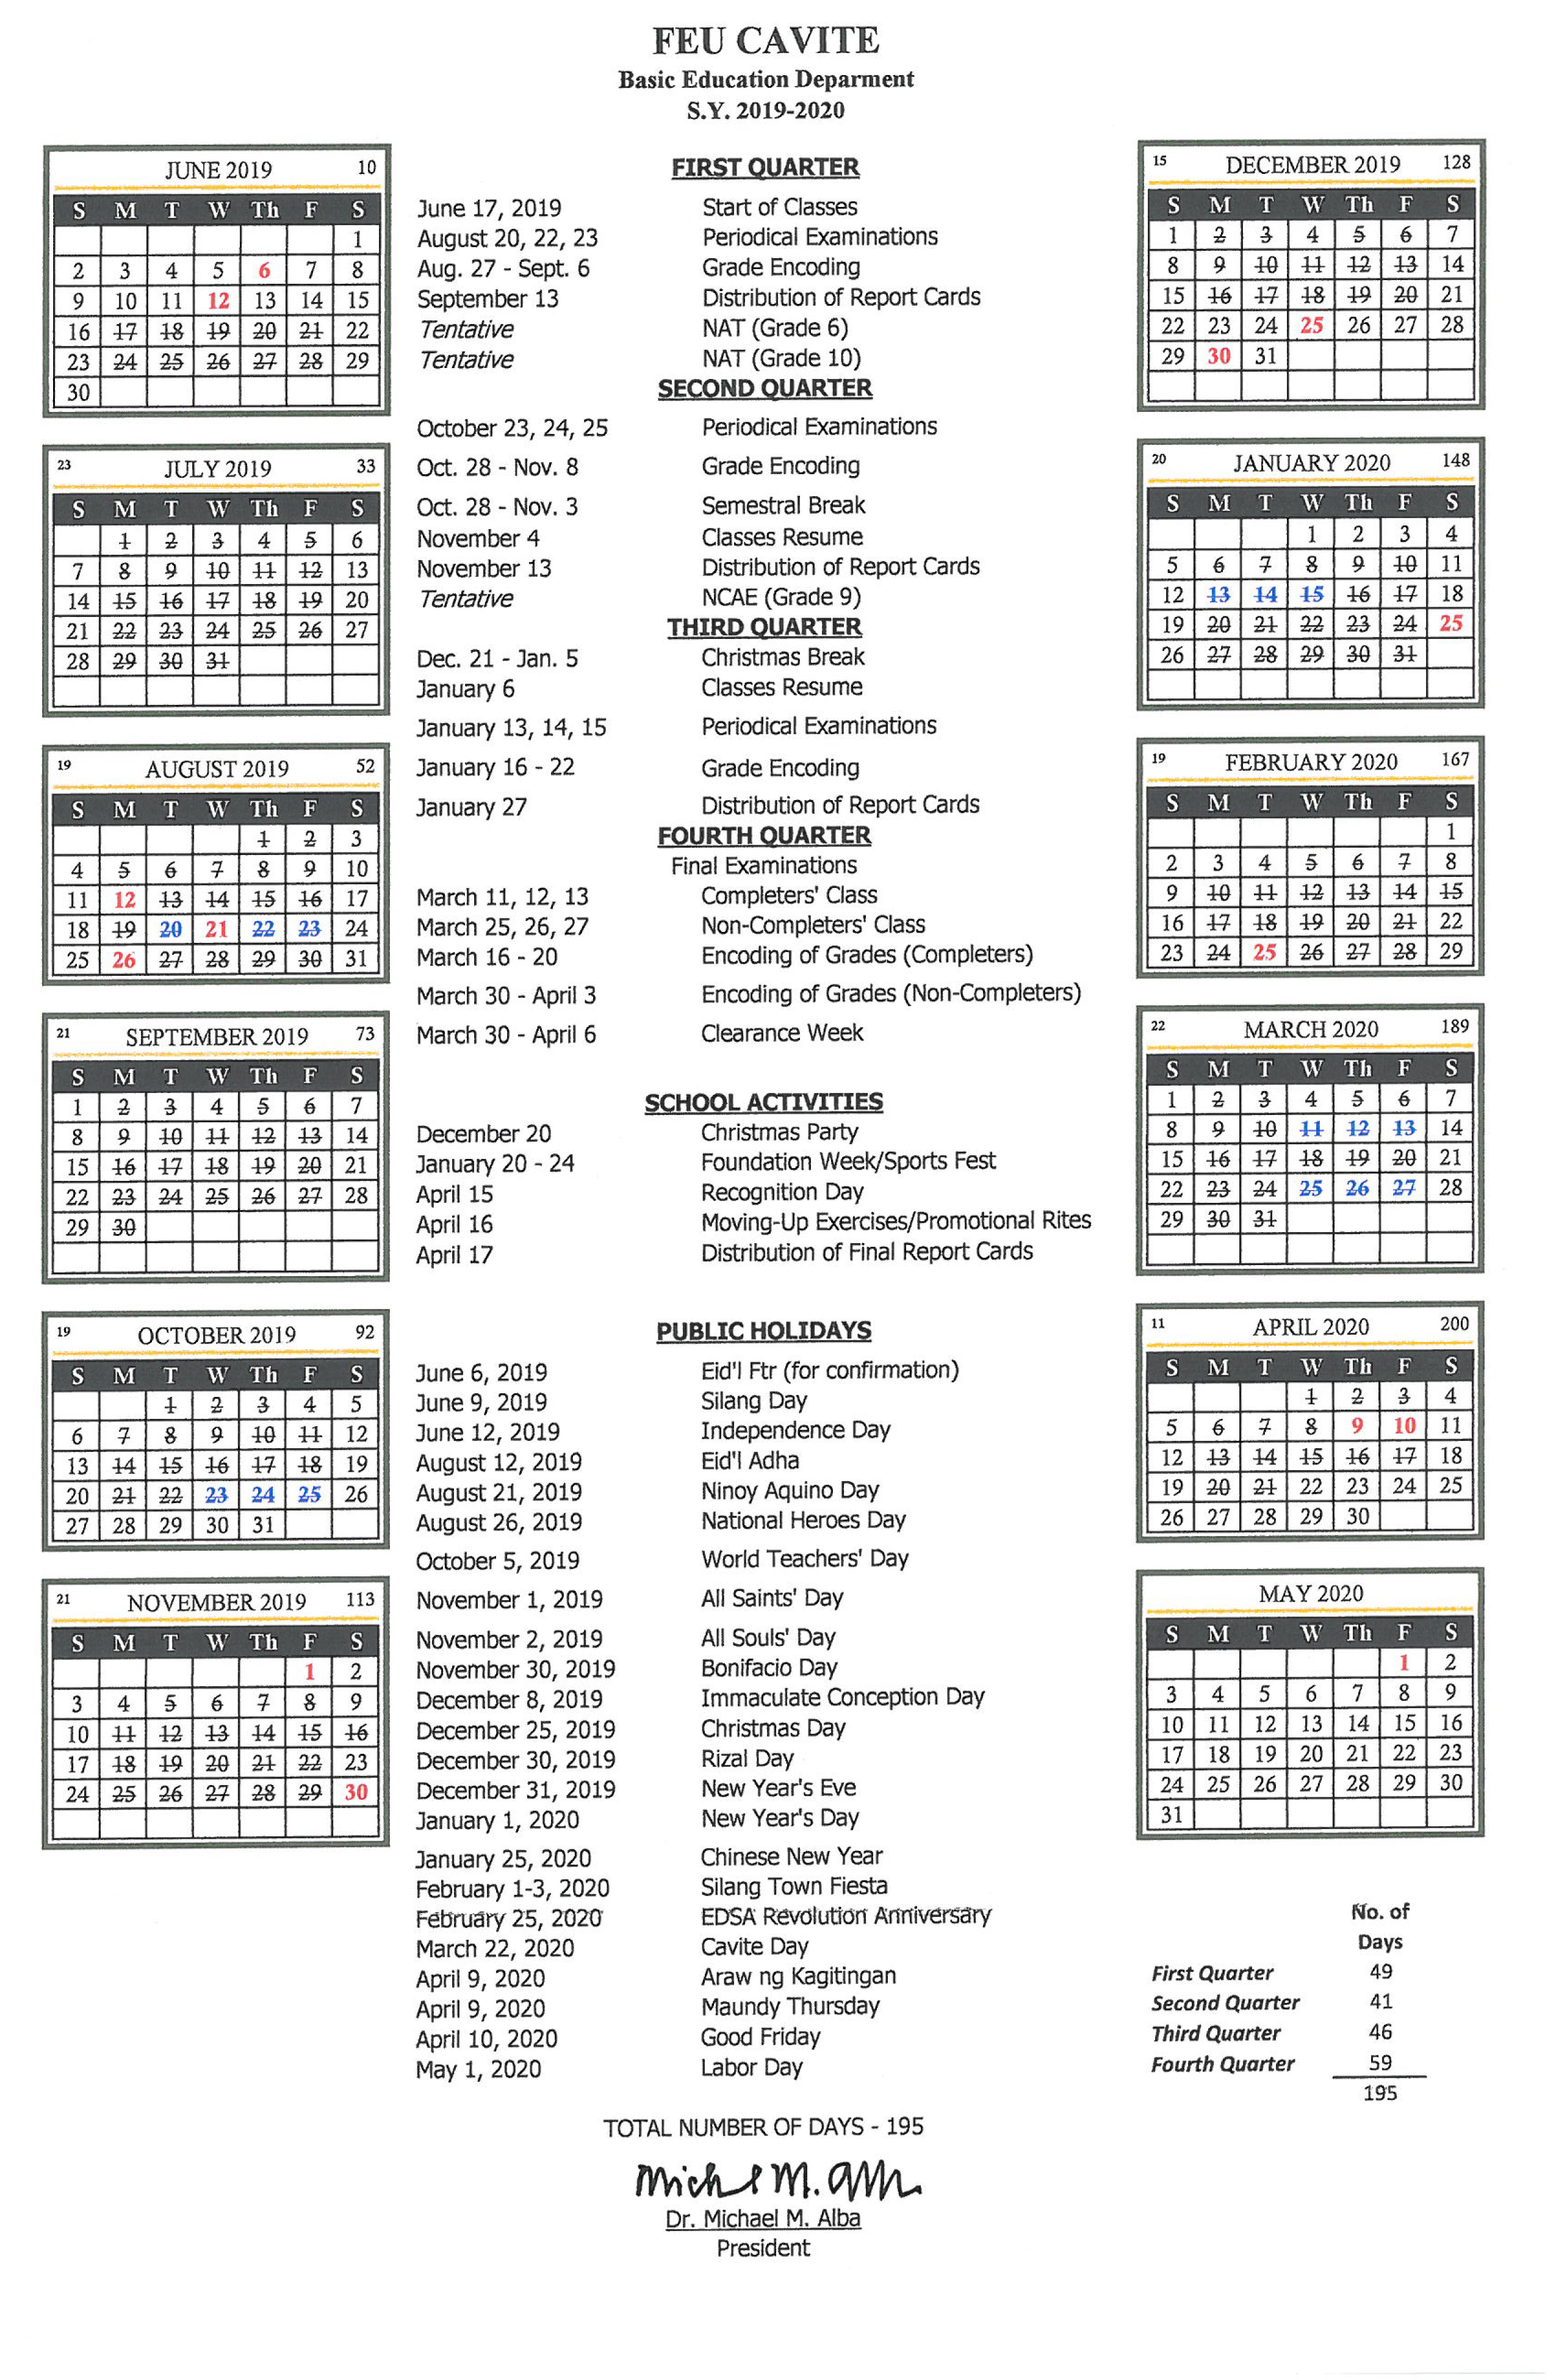 FEU CAVITE
Basic Education Deparment
S.Y. 2019-2020
JUNE 2019 10
S M T W Th F S
1
2 3 4 5 6 7 8
9 10 11 12 13 14 15
16 17 18 19 20 21 22
23 24 25 26 27 28 29
30
23 JULY 2019 33
S M T W Th F S
1 2 3 4 5 6
7 8 9 10 11 12 13
14 15 16 17 18 19 20
21 22 23 24 25 26 27
28 29 30 31
19 AUGUST 2019 52
S M T W Th F S
1 2 3
4 5 6 7 8 9 10
11 12 13 14 15 16 17
18 19 20 21 22 23 24
25 26 27 28 29 30 31
21 SEPTEMBER 2019 73
S M T W Th F S
1 2 3 4 5 6 7
8 9 10 11 12 13 14
15 16 17 18 19 20 21
22 23 24 25 26 27 28
29 30
19 OCTOBER 2019 92
S M T W Th F S
1 2 3 4 5
6 7 8 9 10 11 12
13 14 15 16 17 18 19
20 21 22 23 24 25 26
27 28 29 30 31
21 NOVEMBER 2019 113
S M T W Th F S
1 2
3 4 5 6 7 8 9
10 11 12 13 14 15 16
17 18 19 20 21 22 23
24 25 26 27 28 29 30
FIRST QUARTER
June 17, 2019 Start of Classes
August 20, 22, 23 Periodical Examinations
Aug. 27 - Sept. 6 Grade Encoding
September 13 Distribution of Report Cards
Tentative NAT (Grade 6)
Tentative NAT (Grade 10)
SECOND QUARTER
October 23, 24, 25 Periodical Examinations
Oct. 28 - Nov. 8 Grade Encoding
Oct. 28 - Nov. 3 Semestral Break
November 4 Classes Resume
November 13 Distribution of Report Cards
Tentative NCAE (Grade 9)
THIRD QUARTER
Dec. 21 - Jan. 5 Christmas Break
January 6 Classes Resume
January 13, 14, 15 Periodical Examinations
January 16 - 22 Grade Encoding
January 27 Distribution of Report Cards
FOURTH QUARTER
Final Examinations
March 11, 12, 13 Completers' Class
March 25, 26, 27 Non-Completers' Class
March 16 - 20 Encoding of Grades (Completers)
March 30 - April 3 Encoding of Grades (Non-Completers)
March 30 - April 6 Clearance Week
SCHOOL ACTIVITIES
December 20 Christmas Party
January 20 - 24 Foundation Week/Sports Fest
April 15 Recognition Day
April 16 Moving-Up Exercises/Promotional Rites
April 17 Distribution of Final Report Cards
PUBLIC HOLIDAYS
June 6, 2019 Eid'l Ftr (for confirmation)
June 9, 2019 Silang Day
June 12, 2019 Independence Day
August 12, 2019 Eid'l Adha
August 21, 2019 Ninoy Aquino Day
August 26, 2019 National Heroes Day
October 5, 2019 World Teachers' Day
November 1, 2019 All Saints' Day
November 2, 2019 All Souls' Day
November 30, 2019 Bonifacio Day
December 8, 2019 Immaculate Conception Day
December 25, 2019 Christmas Day
December 30, 2019 Rizal Day
December 31, 2019 New Year's Eve
January 1, 2020 New Year's Day
January 25, 2020 Chinese New Year
February 1-3, 2020 Silang Town Fiesta
February 25, 2020 EDSA Revolution Anniversary
March 22, 2020 Cavite Day
April 9, 2020 Araw ng Kagitingan
April 9, 2020 Maundy Thursday
April 10, 2020 Good Friday
May 1, 2020 Labor Day
15 DECEMBER 2019 128
S M T W Th F S
1 2 3 4 5 6 7
8 9 10 11 12 13 14
15 16 17 18 19 20 21
22 23 24 25 26 27 28
29 30 31
20 JANUARY 2020 148
S M T W Th F S
1 2 3 4
5 6 7 8 9 10 11
12 13 14 15 16 17 18
19 20 21 22 23 24 25
26 27 28 29 30 31
19 FEBRUARY 2020 167
S M T W Th F S
1
2 3 4 5 6 7 8
9 10 11 12 13 14 15
16 17 18 19 20 21 22
23 24 25 26 27 28 29
22 MARCH 2020 189
S M T W Th F S
1 2 3 4 5 6 7
8 9 10 11 12 13 14
15 16 17 18 19 20 21
22 23 24 25 26 27 28
29 30 31
11 APRIL 2020 200
S M T W Th F S
1 2 3 4
5 6 7 8 9 10 11
12 13 14 15 16 17 18
19 20 21 22 23 24 25
26 27 28 29 30
MAY 2020
S M T W Th F S
1 2
3 4 5 6 7 8 9
10 11 12 13 14 15 16
17 18 19 20 21 22 23
24 25 26 27 28 29 30
31
No. of
Days
First Quarter 49
Second Quarter 41
Third Quarter 46
Fourth Quarter 59
195
TOTAL NUMBER OF DAYS - 195
Dr. Michael M. Alba
President